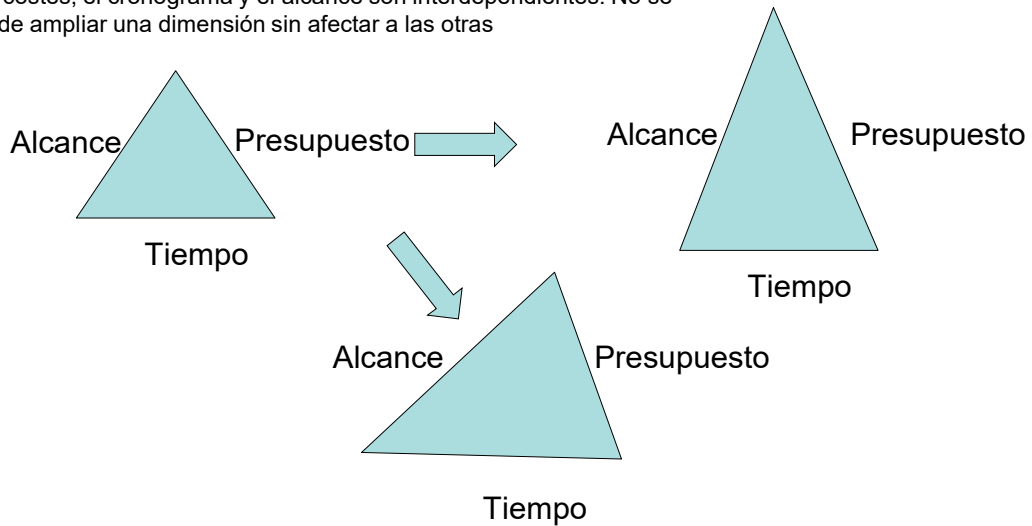 costos, el cronograma y el alcance son interdependientes. No se
de ampliar una dimensión sin afectar a las otras
Alcance
Presupuesto
Tiempo
Alcance
Presupuesto
Tiempo
Alcance
Presupuesto
Tiempo